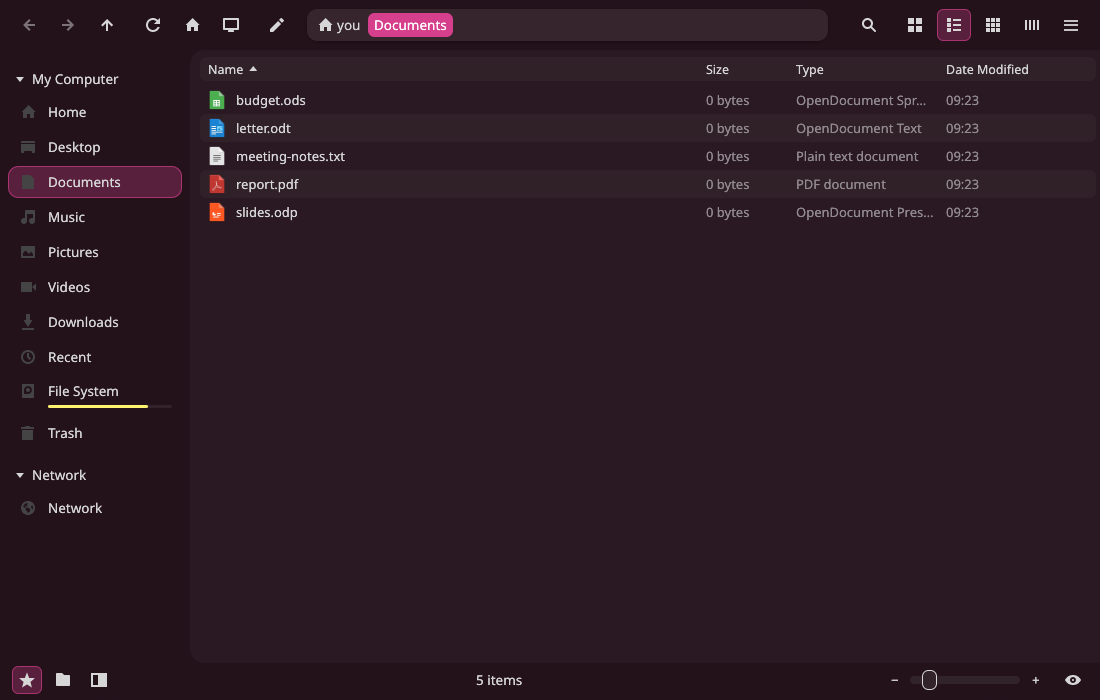 you Documents
My Computer
Home
Desktop
Documents
Music
Pictures
Videos
Downloads
Recent
File System
Trash
Network
Network
Name Size Type Date Modified
budget.ods 0 bytes OpenDocument Spr... 09:23
letter.odt 0 bytes OpenDocument Text 09:23
meeting-notes.txt 0 bytes Plain text document 09:23
report.pdf 0 bytes PDF document 09:23
slides.odp 0 bytes OpenDocument Pres... 09:23
5 items